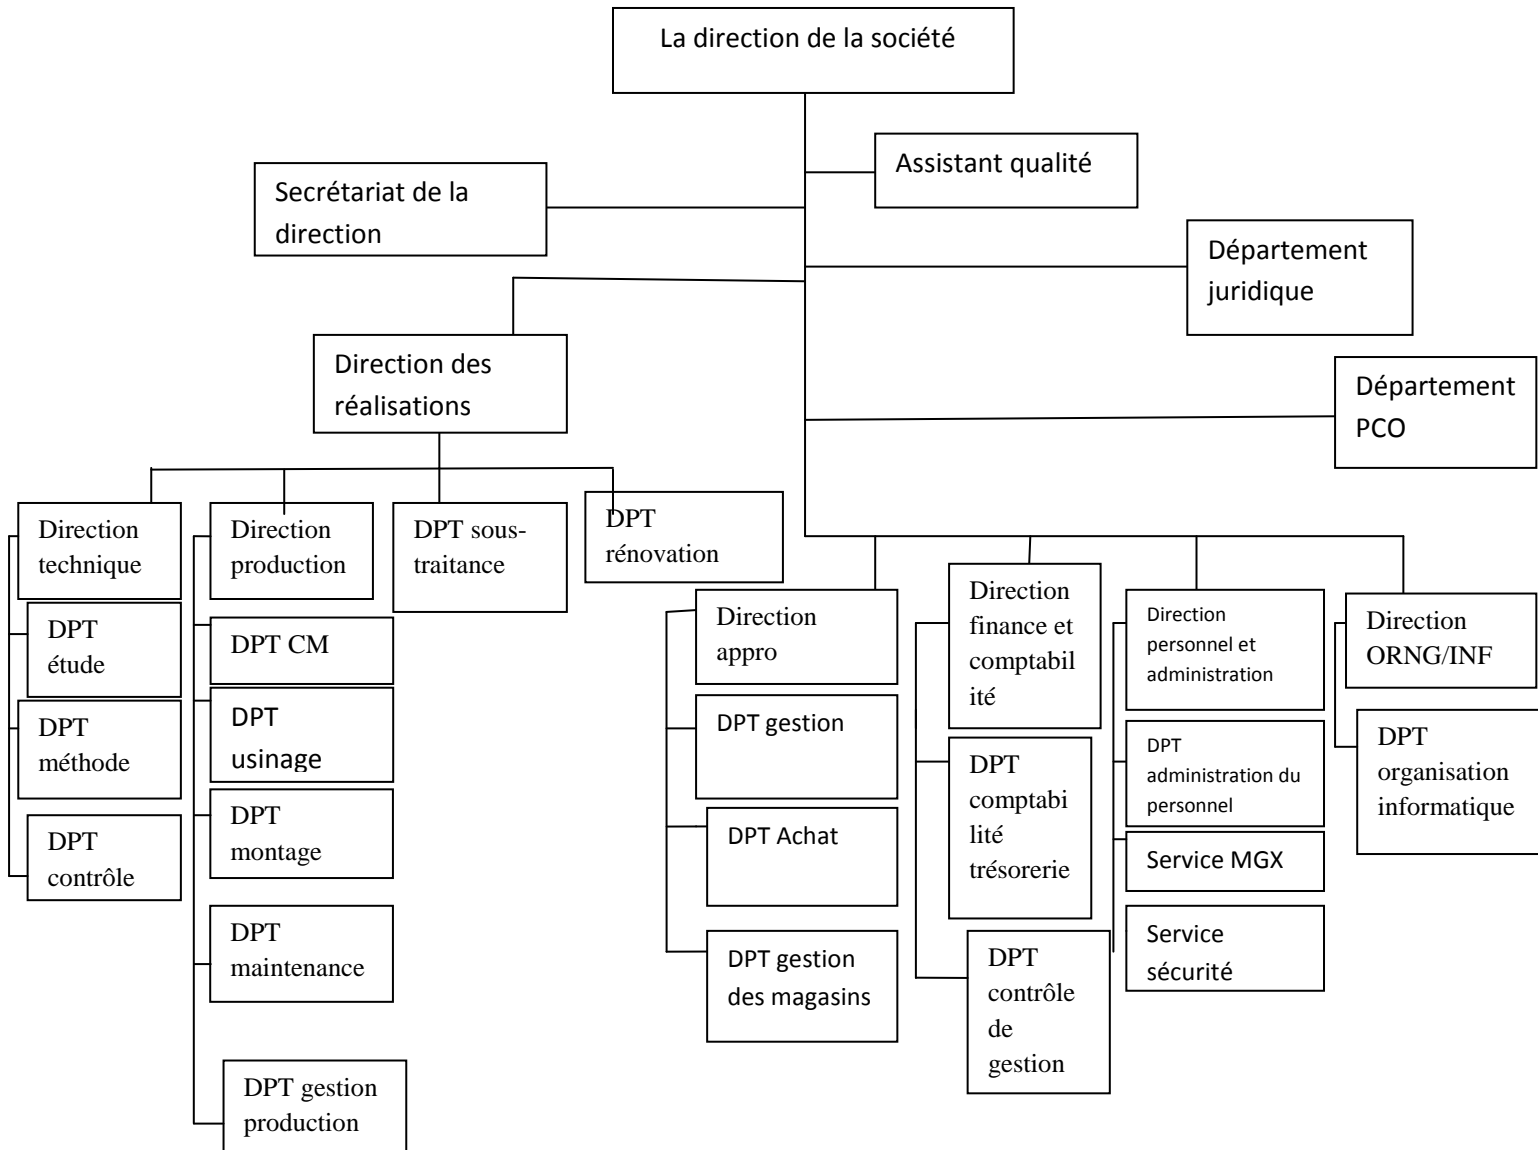 La direction de la société
Assistant qualité
Secrétariat de la
direction
Département
juridique
Direction des
réalisations
Département
PCO
Direction
technique
DPT
étude
DPT
méthode
DPT
contrôle
Direction
production
DPT CM
DPT
usinage
DPT
montage
DPT
maintenance
DPT gestion
production
DPT sous-
traitance
DPT
rénovation
Direction
appro
DPT gestion
DPT Achat
DPT gestion
des magasins
Direction
finance et
comptabil
ité
DPT
comptabi
lité
trésorerie
DPT
contrôle
de
gestion
Direction
personnel et
administration
DPT
administration du
personnel
Service MGX
Service
sécurité
Direction
ORNG/INF
DPT
organisation
informatique